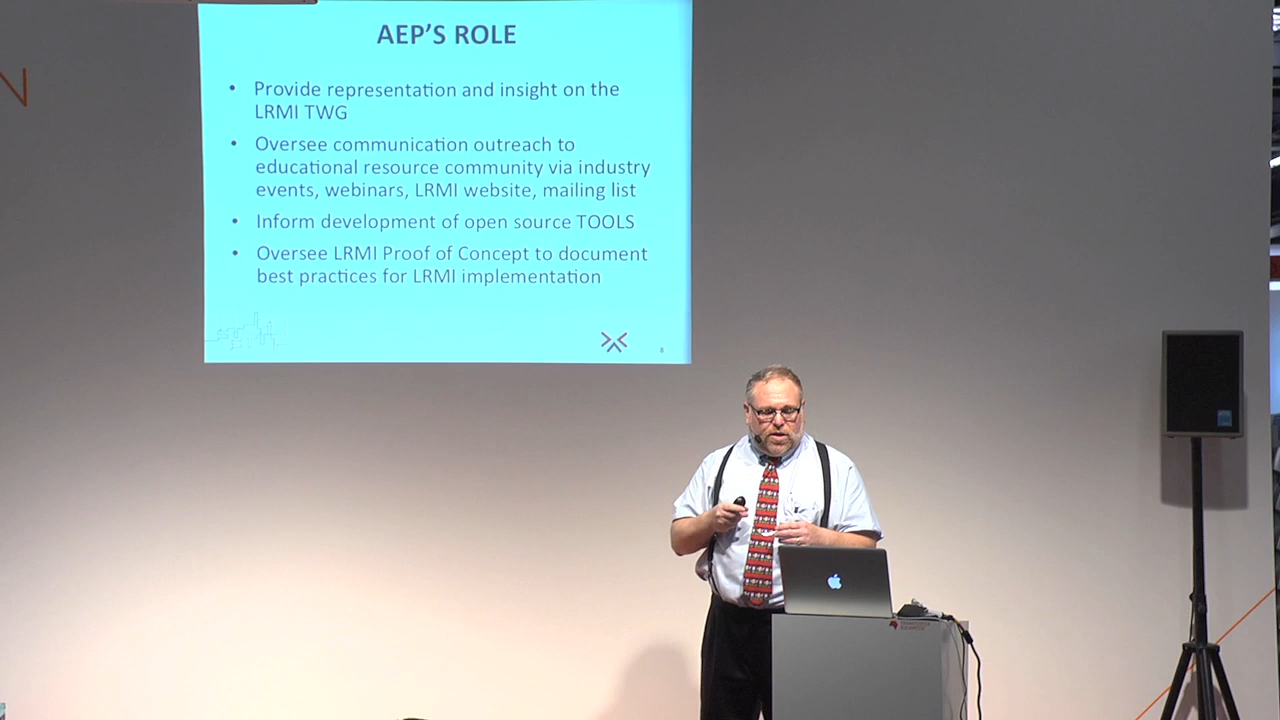 AEP'S ROLE
• Provide representation and insight on the
LRMI TWG
• Oversee communication outreach to
educational resource community via industry
events, webinars, LRMI website, mailing list
• Inform development of open source TOOLS
• Oversee LRMI Proof of Concept to document
best practices for LRMI implementation
8
N